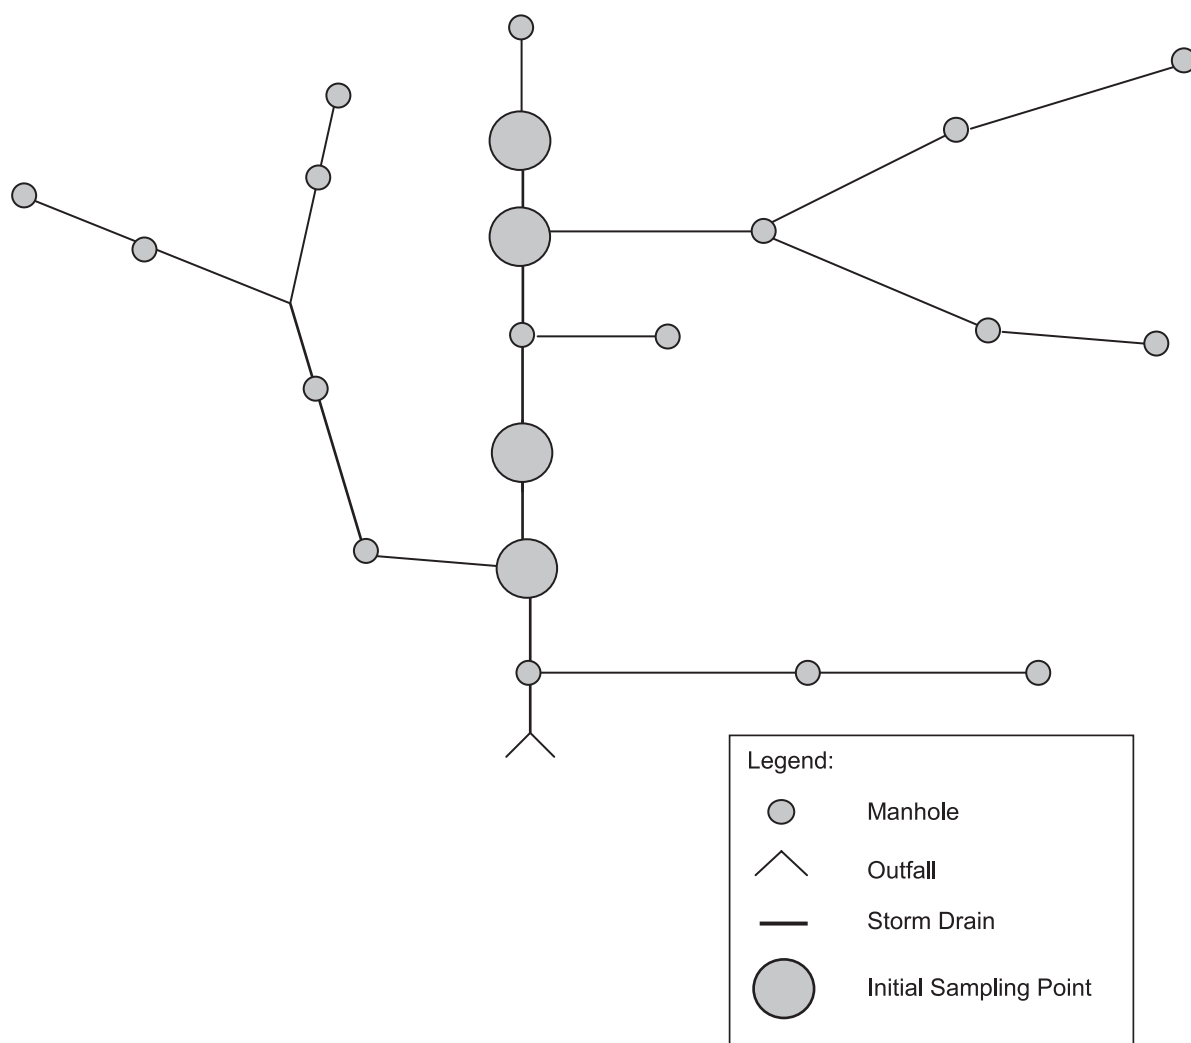 Legend:
Manhole
Outfall
Storm Drain
Initial Sampling Point